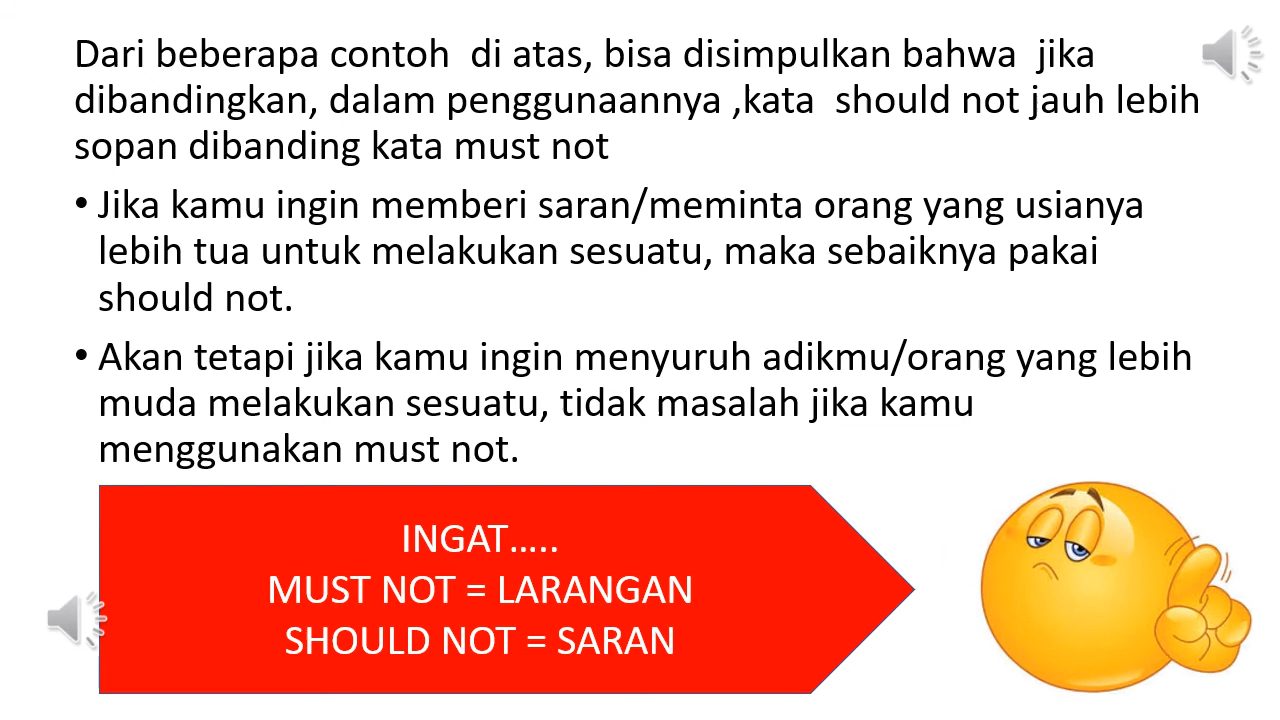 Dari beberapa contoh  di atas, bisa disimpulkan bahwa  jika
dibandingkan, dalam penggunaannya ,kata  should not jauh lebih
sopan dibanding kata must not
• Jika kamu ingin memberi saran/meminta orang yang usianya
lebih tua untuk melakukan sesuatu, maka sebaiknya pakai
should not.
• Akan tetapi jika kamu ingin menyuruh adikmu/orang yang lebih
muda melakukan sesuatu, tidak masalah jika kamu
menggunakan must not.
INGAT…..
MUST NOT = LARANGAN
SHOULD NOT = SARAN